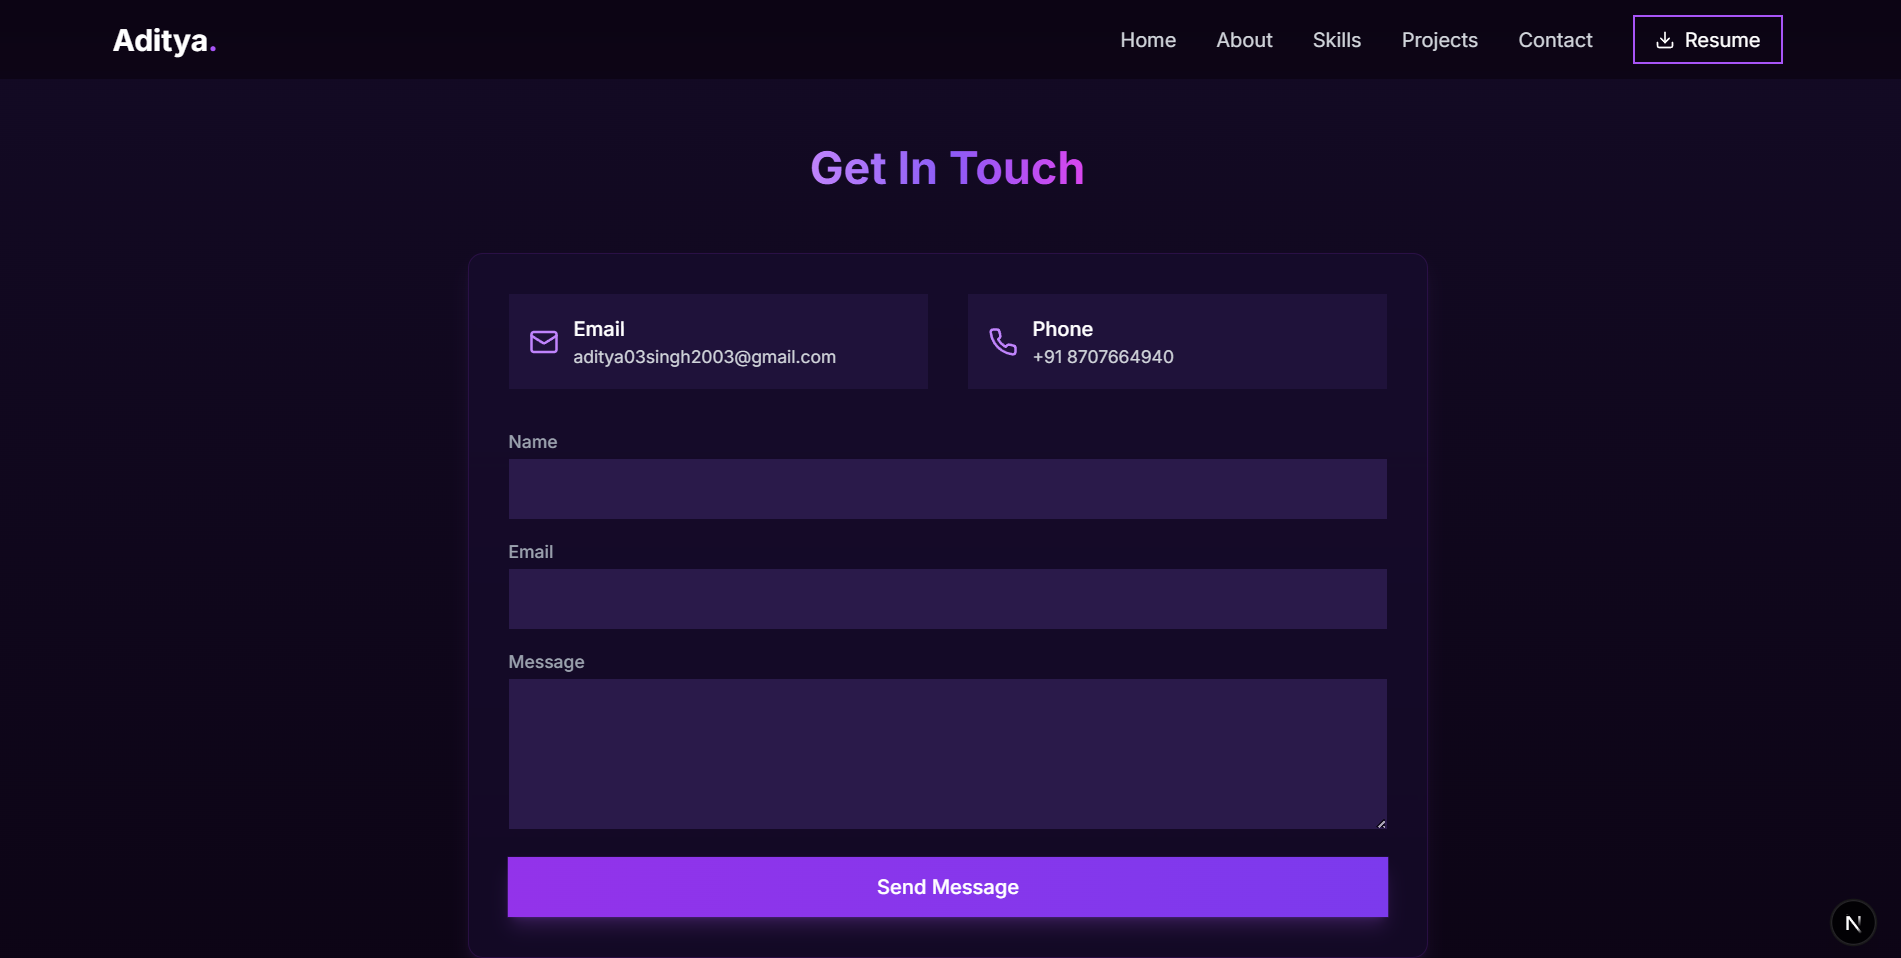 Aditya.
Home About Skills Projects Contact Resume
Get In Touch
Email
aditya03singh2003@gmail.com
Phone
+91 8707664940
Name
Email
Message
Send Message
N